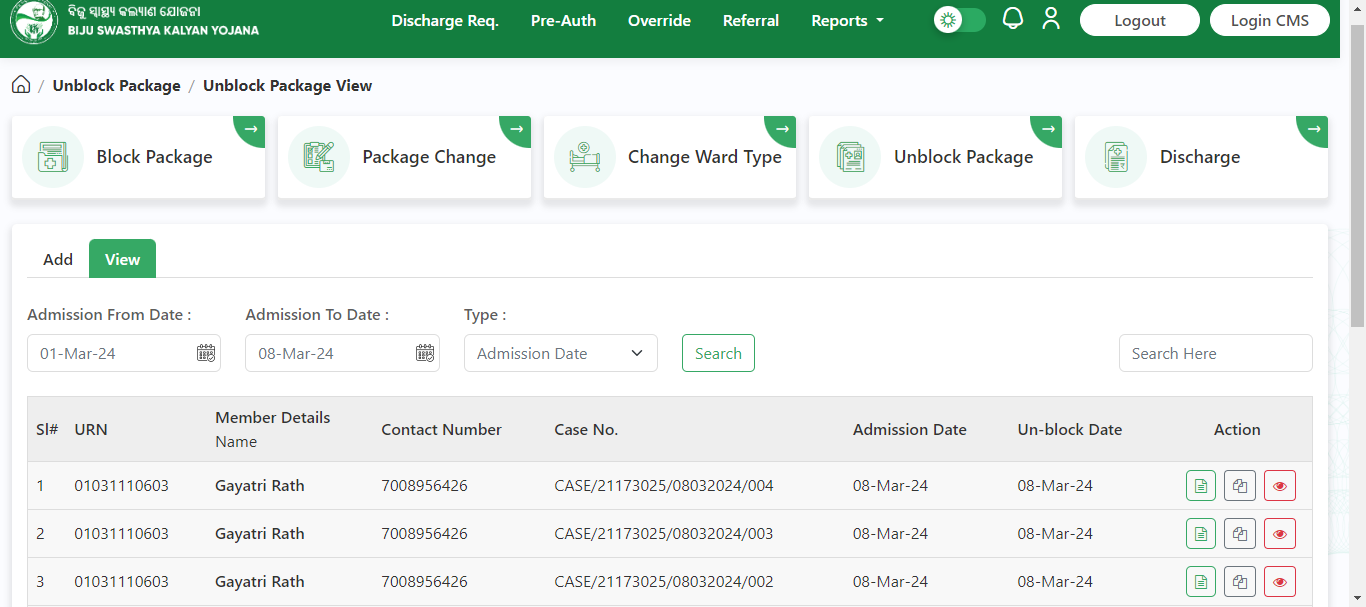 ବିଜୁ ସ୍ୱାସ୍ଥ୍ୟ କଲ୍ୟାଣ ଯୋଜନା
BIJU SWASTHYA KALYAN YOJANA
Discharge Req. Pre-Auth Override Referral Reports Logout Login CMS
/ Unblock Package / Unblock Package View
Block Package Package Change Change Ward Type Unblock Package Discharge
Add View
Admission From Date : Admission To Date : Type :
01-Mar-24 08-Mar-24 Admission Date Search Search Here
Sl# URN Member Details Name Contact Number Case No. Admission Date Un-block Date Action
1 01031110603 Gayatri Rath 7008956426 CASE/21173025/08032024/004 08-Mar-24 08-Mar-24
2 01031110603 Gayatri Rath 7008956426 CASE/21173025/08032024/003 08-Mar-24 08-Mar-24
3 01031110603 Gayatri Rath 7008956426 CASE/21173025/08032024/002 08-Mar-24 08-Mar-24